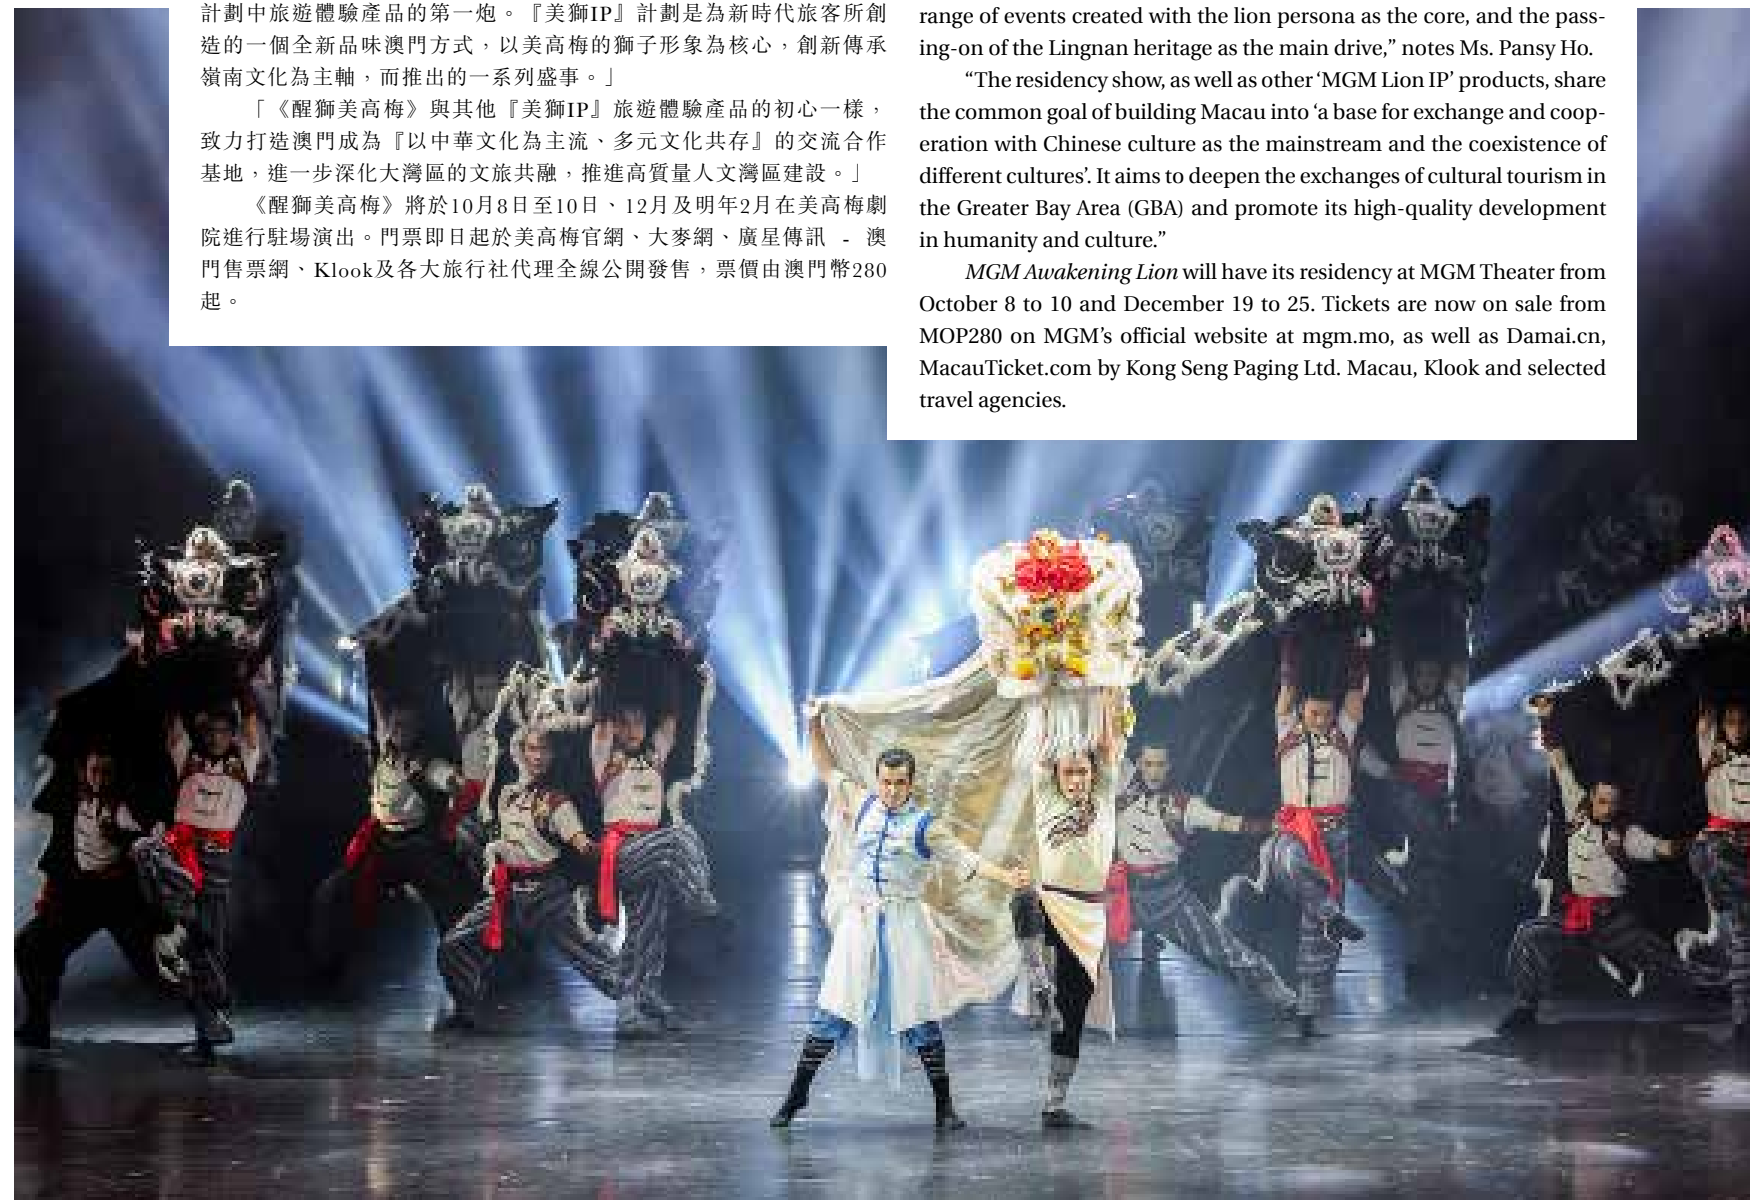 計劃中旅遊體驗產品的第一炮。『美獅IP』計劃是為新時代旅客所創
造的一個全新品味澳門方式，以美高梅的獅子形象為核心，創新傳承
嶺南文化為主軸，而推出的一系列盛事。」
「《醒獅美高梅》與其他『美獅IP』旅遊體驗產品的初心一樣，
致力打造澳門成為『以中華文化為主流、多元文化共存』的交流合作
基地，進一步深化大灣區的文旅共融，推進高質量人文灣區建設。」
《醒獅美高梅》將於10月8日至10日、12月及明年2月在美高梅劇
院進行駐場演出。門票即日起於美高梅官網、大麥網、廣星傳訊 - 澳
門售票網、Klook及各大旅行社代理全線公開發售，票價由澳門幣280
起。
range of events created with the lion persona as the core, and the pass-
ing-on of the Lingnan heritage as the main drive,” notes Ms. Pansy Ho.
“The residency show, as well as other ‘MGM Lion IP’ products, share
the common goal of building Macau into ‘a base for exchange and coop-
eration with Chinese culture as the mainstream and the coexistence of
different cultures’. It aims to deepen the exchanges of cultural tourism in
the Greater Bay Area (GBA) and promote its high-quality development
in humanity and culture.”
MGM Awakening Lion will have its residency at MGM Theater from
October 8 to 10 and December 19 to 25. Tickets are now on sale from
MOP280 on MGM’s official website at mgm.mo, as well as Damai.cn,
MacauTicket.com by Kong Seng Paging Ltd. Macau, Klook and selected
travel agencies.